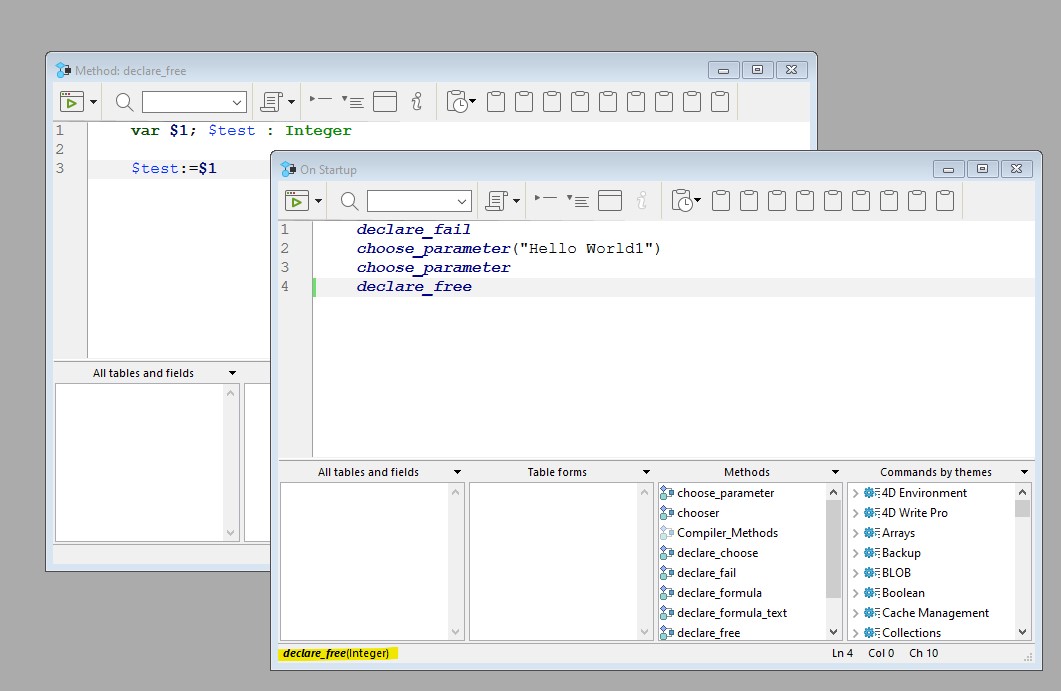 Method: declare_free
1 var $1; $test : Integer
2
3 $test:=$1
All tables and fields
On Startup
1 declare_fail
2 choose_parameter("Hello World1")
3 choose_parameter
4 declare_free
All tables and fields Table forms Methods Commands by themes
choose_parameter 4D Environment
chooser 4D Write Pro
Compiler_Methods Arrays
declare_choose Backup
declare_fail BLOB
declare_formula Boolean
declare_formula_text Cache Management
declare_free Collections
declare_free(Integer) Ln 4 Col 0 Ch 10